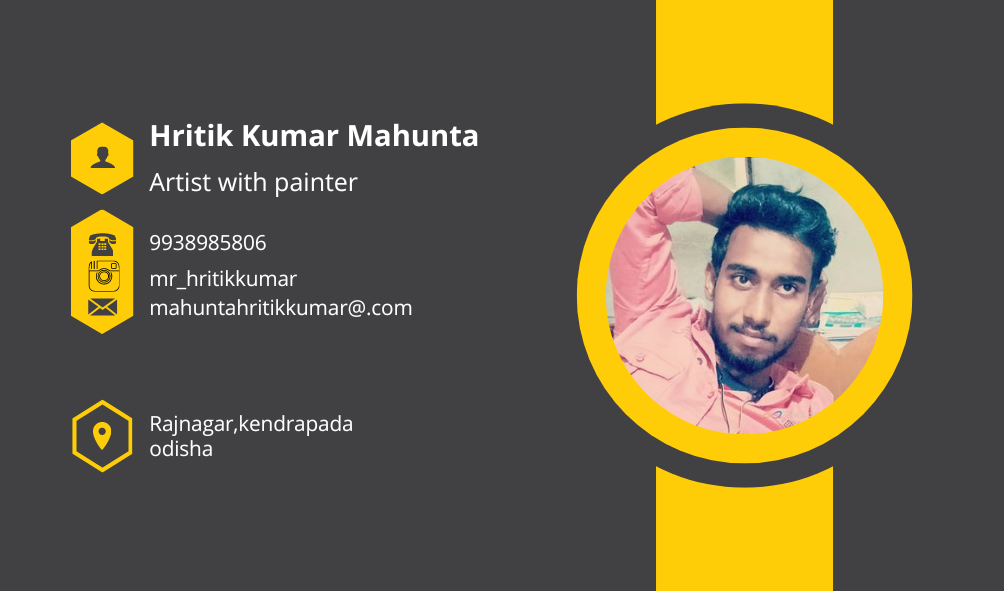 Hritik Kumar Mahunta
Artist with painter
9938985806
mr_hritikkumar
mahuntahritikkumar@.com
Rajnagar,kendrapada
odisha